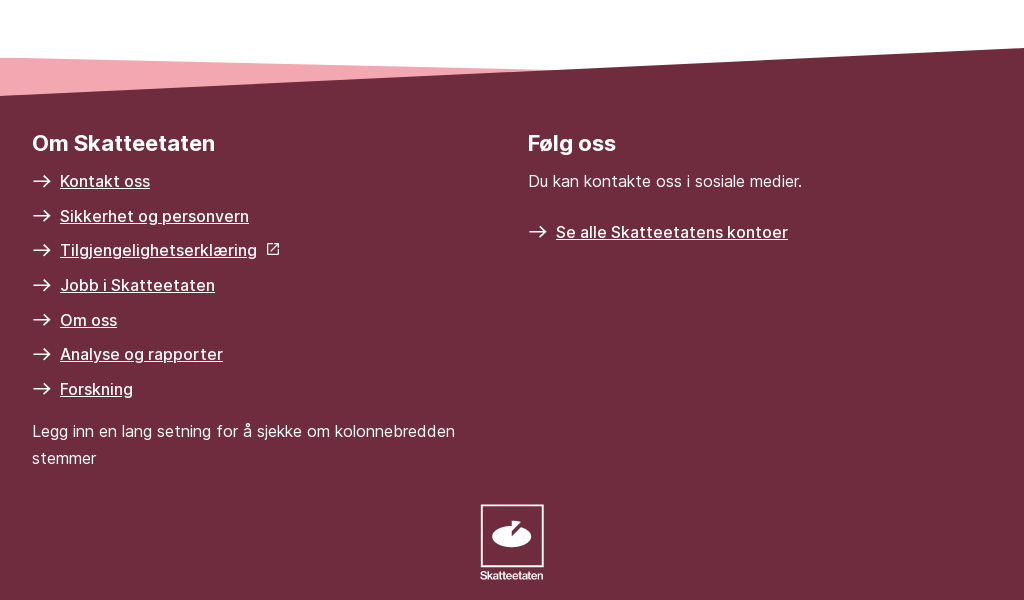 Om Skatteetaten
Kontakt oss
Sikkerhet og personvern
Tilgjengelighetserklæring
Jobb i Skatteetaten
Om oss
Analyse og rapporter
Forskning
Legg inn en lang setning for å sjekke om kolonnebredden
stemmer
Følg oss
Du kan kontakte oss i sosiale medier.
Se alle Skatteetatens kontoer
Skatteetaten